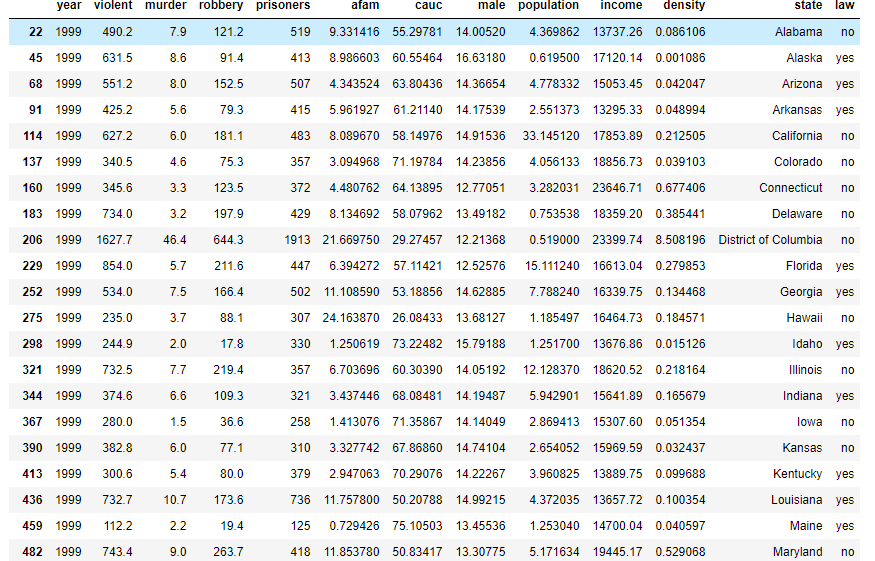 year violent murder robbery prisoners afam cauc male population income density state law
22 1999 490.2 7.9 121.2 519 9.331416 55.29781 14.00520 4.369862 13737.26 0.086106 Alabama no
45 1999 631.5 8.6 91.4 413 8.986603 60.55464 16.63180 0.619500 17120.14 0.001086 Alaska yes
68 1999 551.2 8.0 152.5 507 4.343524 63.80436 14.36654 4.778332 15053.45 0.042047 Arizona yes
91 1999 425.2 5.6 79.3 415 5.961927 61.21140 14.17539 2.551373 13295.33 0.048994 Arkansas yes
114 1999 627.2 6.0 181.1 483 8.089670 58.14976 14.91536 33.145120 17853.89 0.212505 California no
137 1999 340.5 4.6 75.3 357 3.094968 71.19784 14.23856 4.056133 18856.73 0.039103 Colorado no
160 1999 345.6 3.3 123.5 372 4.480762 64.13895 12.77051 3.282031 23646.71 0.677406 Connecticut no
183 1999 734.0 3.2 197.9 429 8.134692 58.07962 13.49182 0.753538 18359.20 0.385441 Delaware no
206 1999 1627.7 46.4 644.3 1913 21.669750 29.27457 12.21368 0.519000 23399.74 8.508196 District of Columbia no
229 1999 854.0 5.7 211.6 447 6.394272 57.11421 12.52576 15.111240 16613.04 0.279853 Florida yes
252 1999 534.0 7.5 166.4 502 11.108590 53.18856 14.62885 7.788240 16339.75 0.134468 Georgia yes
275 1999 235.0 3.7 88.1 307 24.163870 26.08433 13.68127 1.185497 16464.73 0.184571 Hawaii no
298 1999 244.9 2.0 17.8 330 1.250619 73.22482 15.79188 1.251700 13676.86 0.015126 Idaho yes
321 1999 732.5 7.7 219.4 357 6.703696 60.30390 14.05192 12.128370 18620.52 0.218164 Illinois no
344 1999 374.6 6.6 109.3 321 3.437446 68.08481 14.19487 5.942901 15641.89 0.165679 Indiana yes
367 1999 280.0 1.5 36.6 258 1.413076 71.35867 14.14049 2.869413 15307.60 0.051354 Iowa no
390 1999 382.8 6.0 77.1 310 3.327742 67.86860 14.74104 2.654052 15969.59 0.032437 Kansas no
413 1999 300.6 5.4 80.0 379 2.947063 70.29076 14.22267 3.960825 13889.75 0.099688 Kentucky yes
436 1999 732.7 10.7 173.6 736 11.757800 50.20788 14.99215 4.372035 13657.72 0.100354 Louisiana yes
459 1999 112.2 2.2 19.4 125 0.729426 75.10503 13.45536 1.253040 14700.04 0.040597 Maine yes
482 1999 743.4 9.0 263.7 418 11.853780 50.83417 13.30775 5.171634 19445.17 0.529068 Maryland no